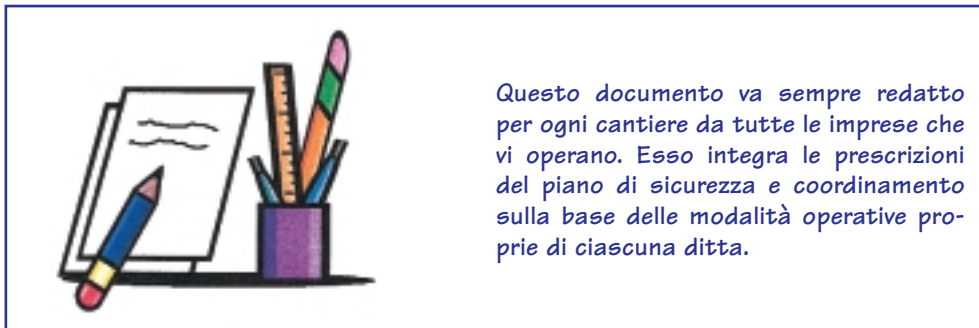 Questo documento va sempre redatto
per ogni cantiere da tutte le imprese che
vi operano. Esso integra le prescrizioni
del piano di sicurezza e coordinamento
sulla base delle modalità operative pro-
prie di ciascuna ditta.